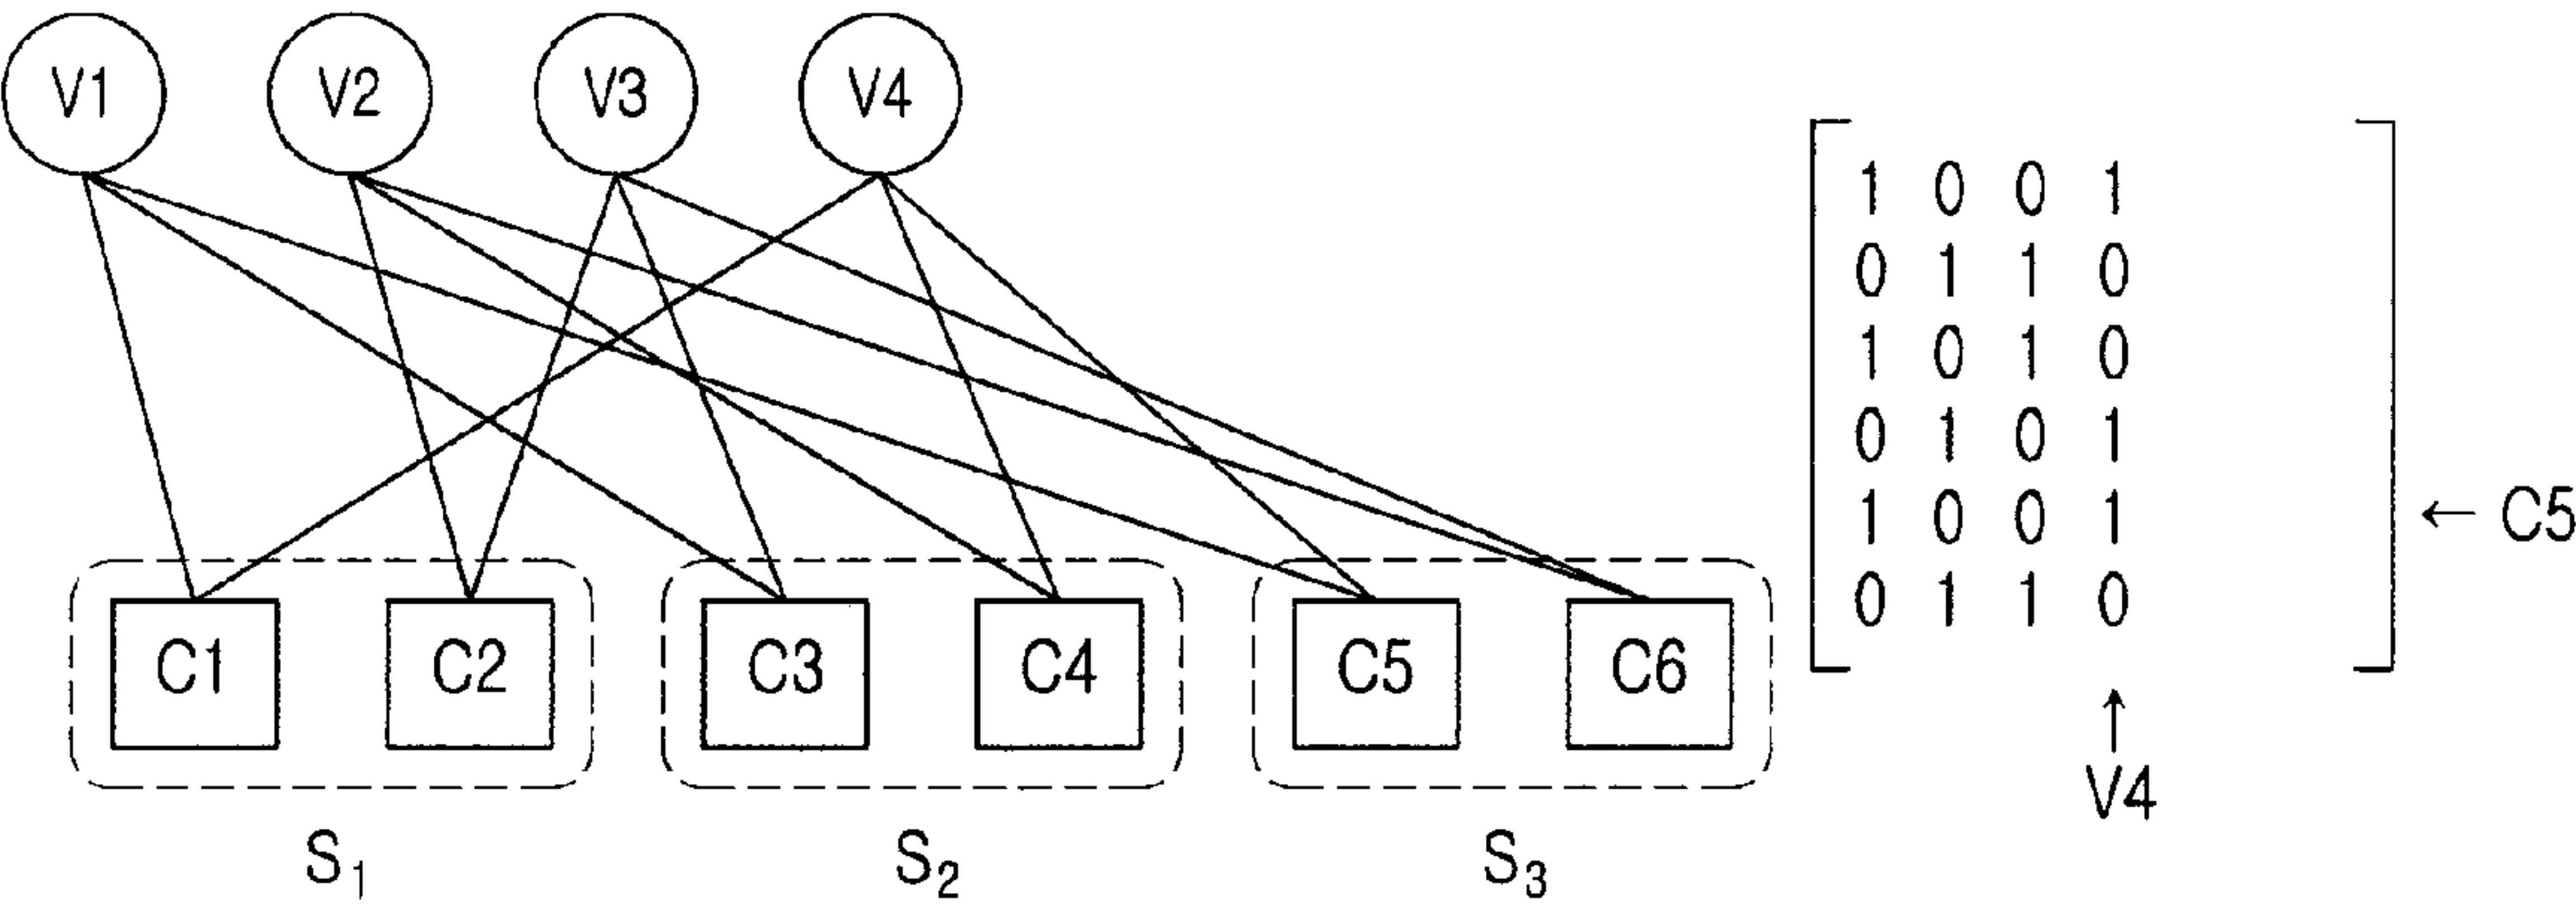 V1 V2 V3 V4
1 0 0 1
0 1 1 0
1 0 1 0
0 1 0 1
1 0 0 1 ← C5
0 1 1 0
C1 C2 C3 C4 C5 C6
↑
V4
S1 S2 S3